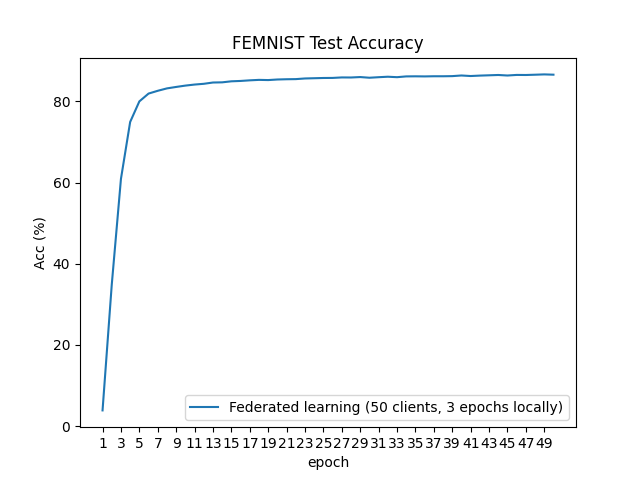 FEMNIST Test Accuracy
Acc (%)
80
60
40
20
0
Federated learning (50 clients, 3 epochs locally)
1 3 5 7 9 11 13 15 17 19 21 23 25 27 29 31 33 35 37 39 41 43 45 47 49
epoch